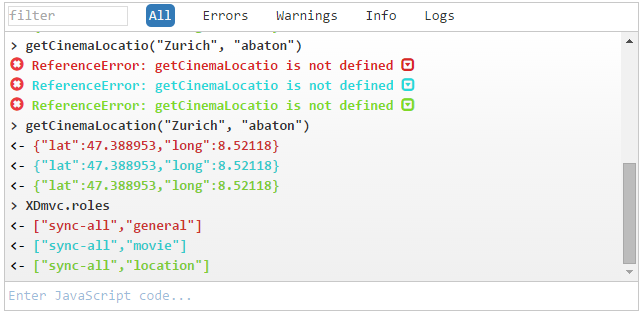 filter All Errors Warnings Info Logs
> getCinemaLocatio("Zurich", "abaton")
ReferenceError: getCinemaLocatio is not defined
ReferenceError: getCinemaLocatio is not defined
ReferenceError: getCinemaLocatio is not defined
> getCinemaLocation("Zurich", "abaton")
<- {"lat":47.388953,"long":8.52118}
<- {"lat":47.388953,"long":8.52118}
<- {"lat":47.388953,"long":8.52118}
> XDmvc.roles
<- ["sync-all","general"]
<- ["sync-all","movie"]
<- ["sync-all","location"]
Enter JavaScript code...